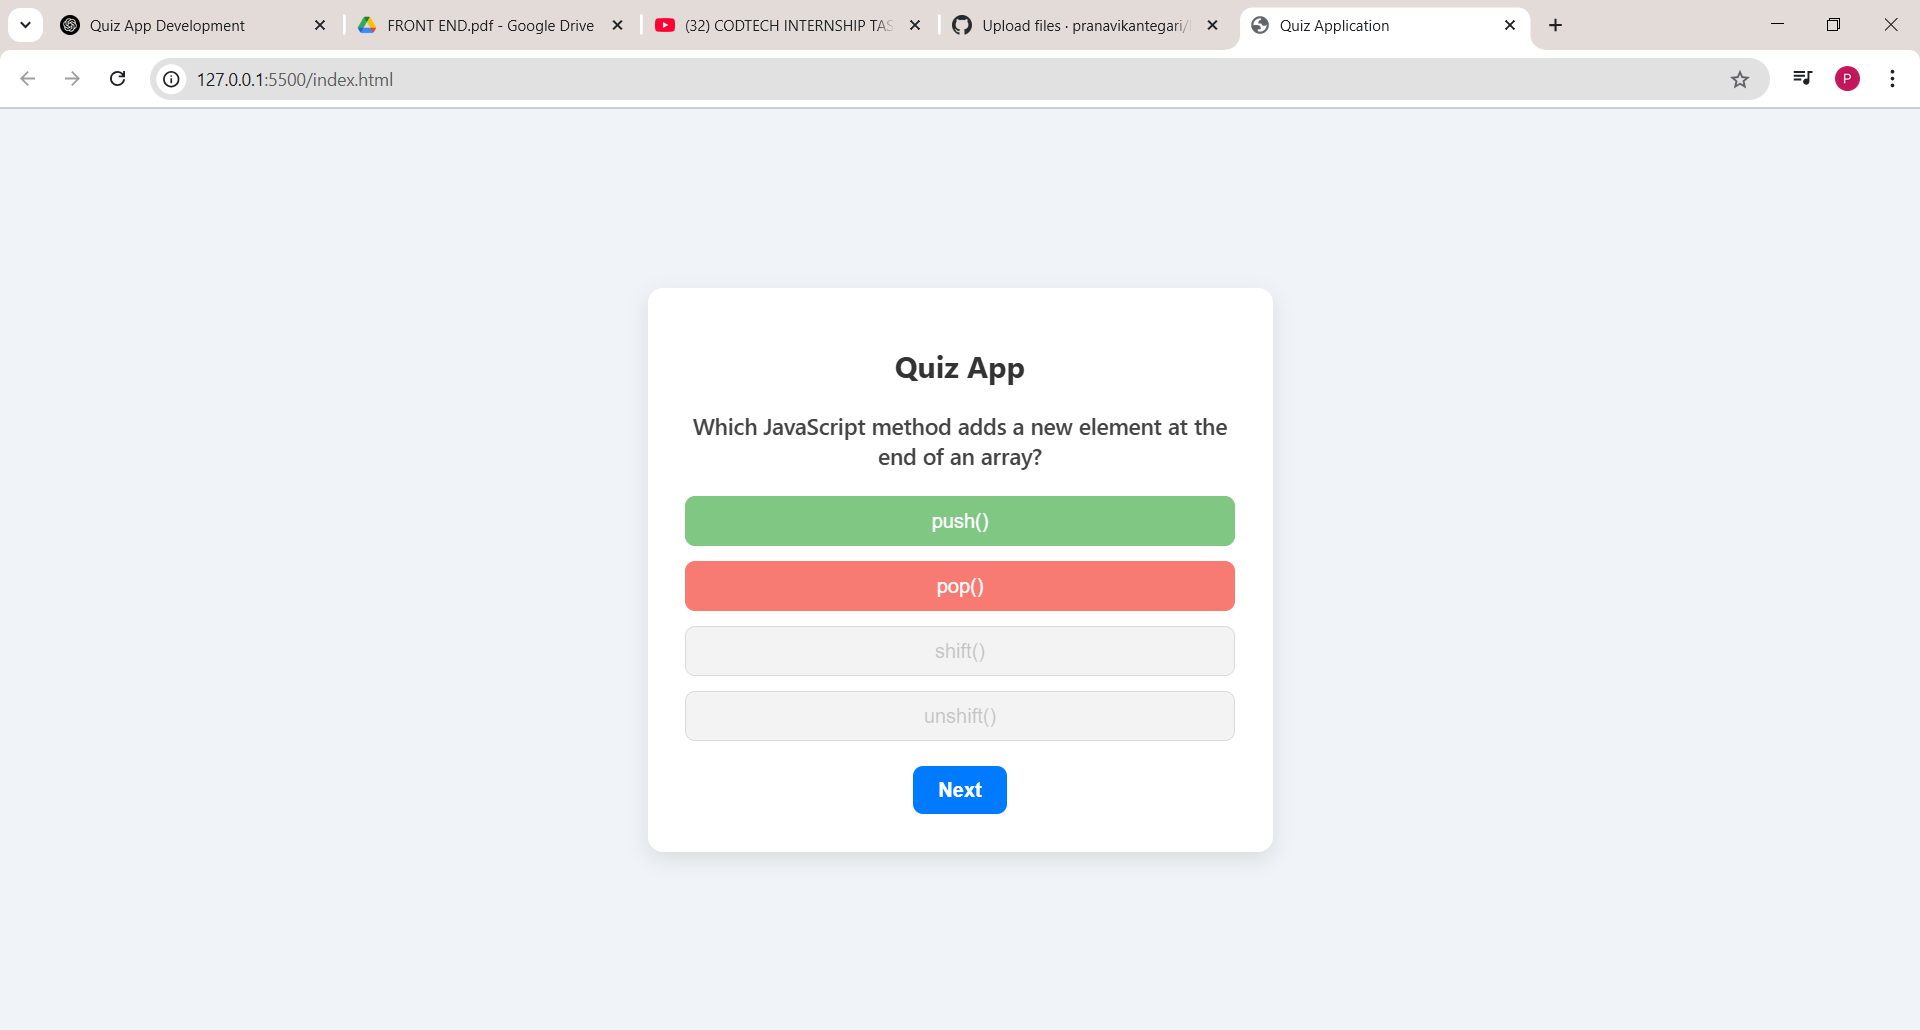 Quiz App Development
FRONT END.pdf - Google Drive
(32) CODTECH INTERNSHIP TAS
Upload files · pranavikantegari/
Quiz Application
127.0.0.1:5500/index.html
P
Quiz App
Which JavaScript method adds a new element at the
end of an array?
push()
pop()
shift()
unshift()
Next